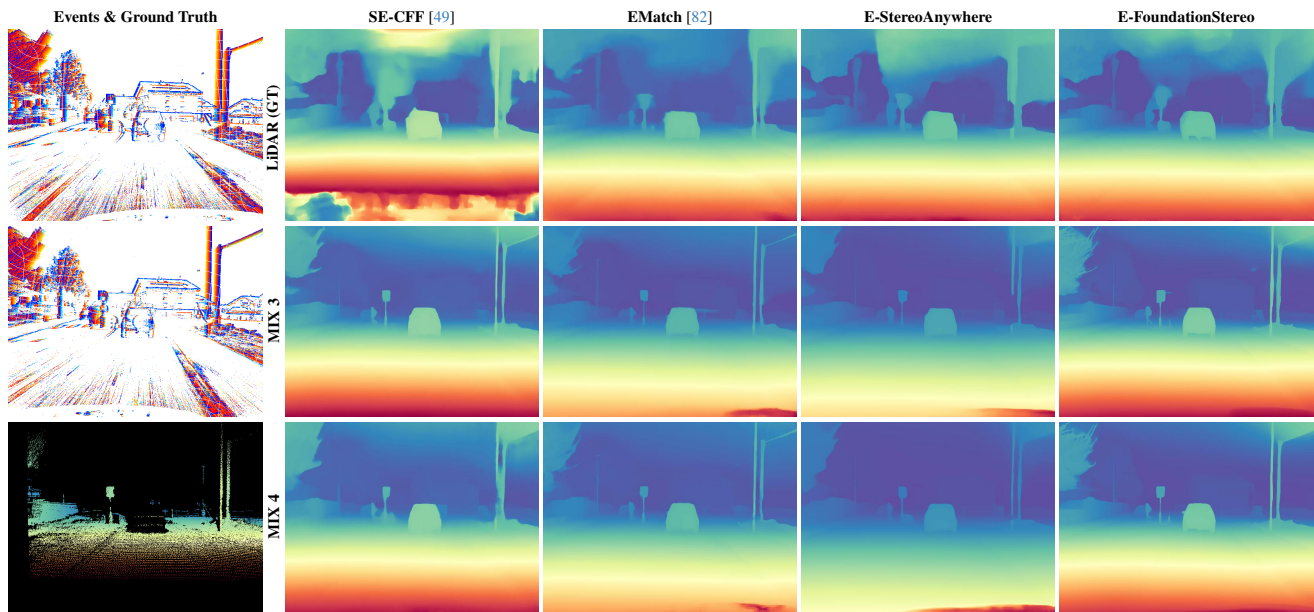 Events & Ground Truth
SE-CFF [49]
EMatch [82]
E-StereoAnywhere
E-FoundationStereo
LiDAR (GT)
MIX 3
MIX 4